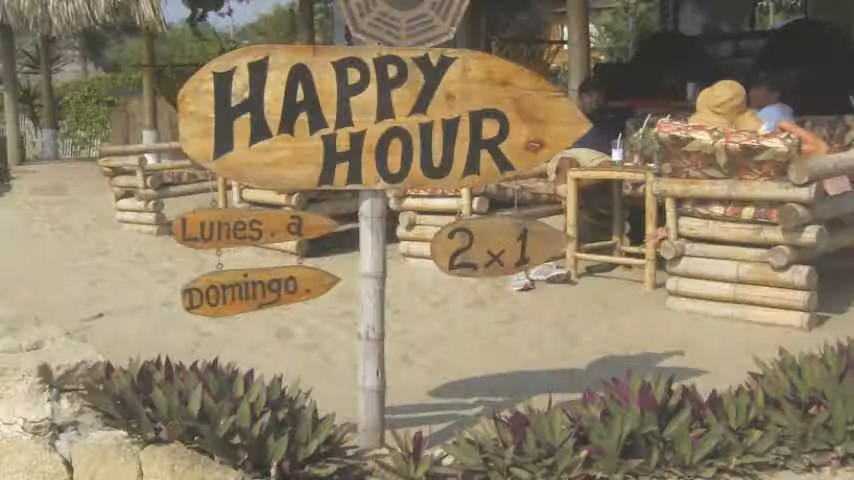 HAPPY
HOUR
Lunes. a
Domingo.
2x1